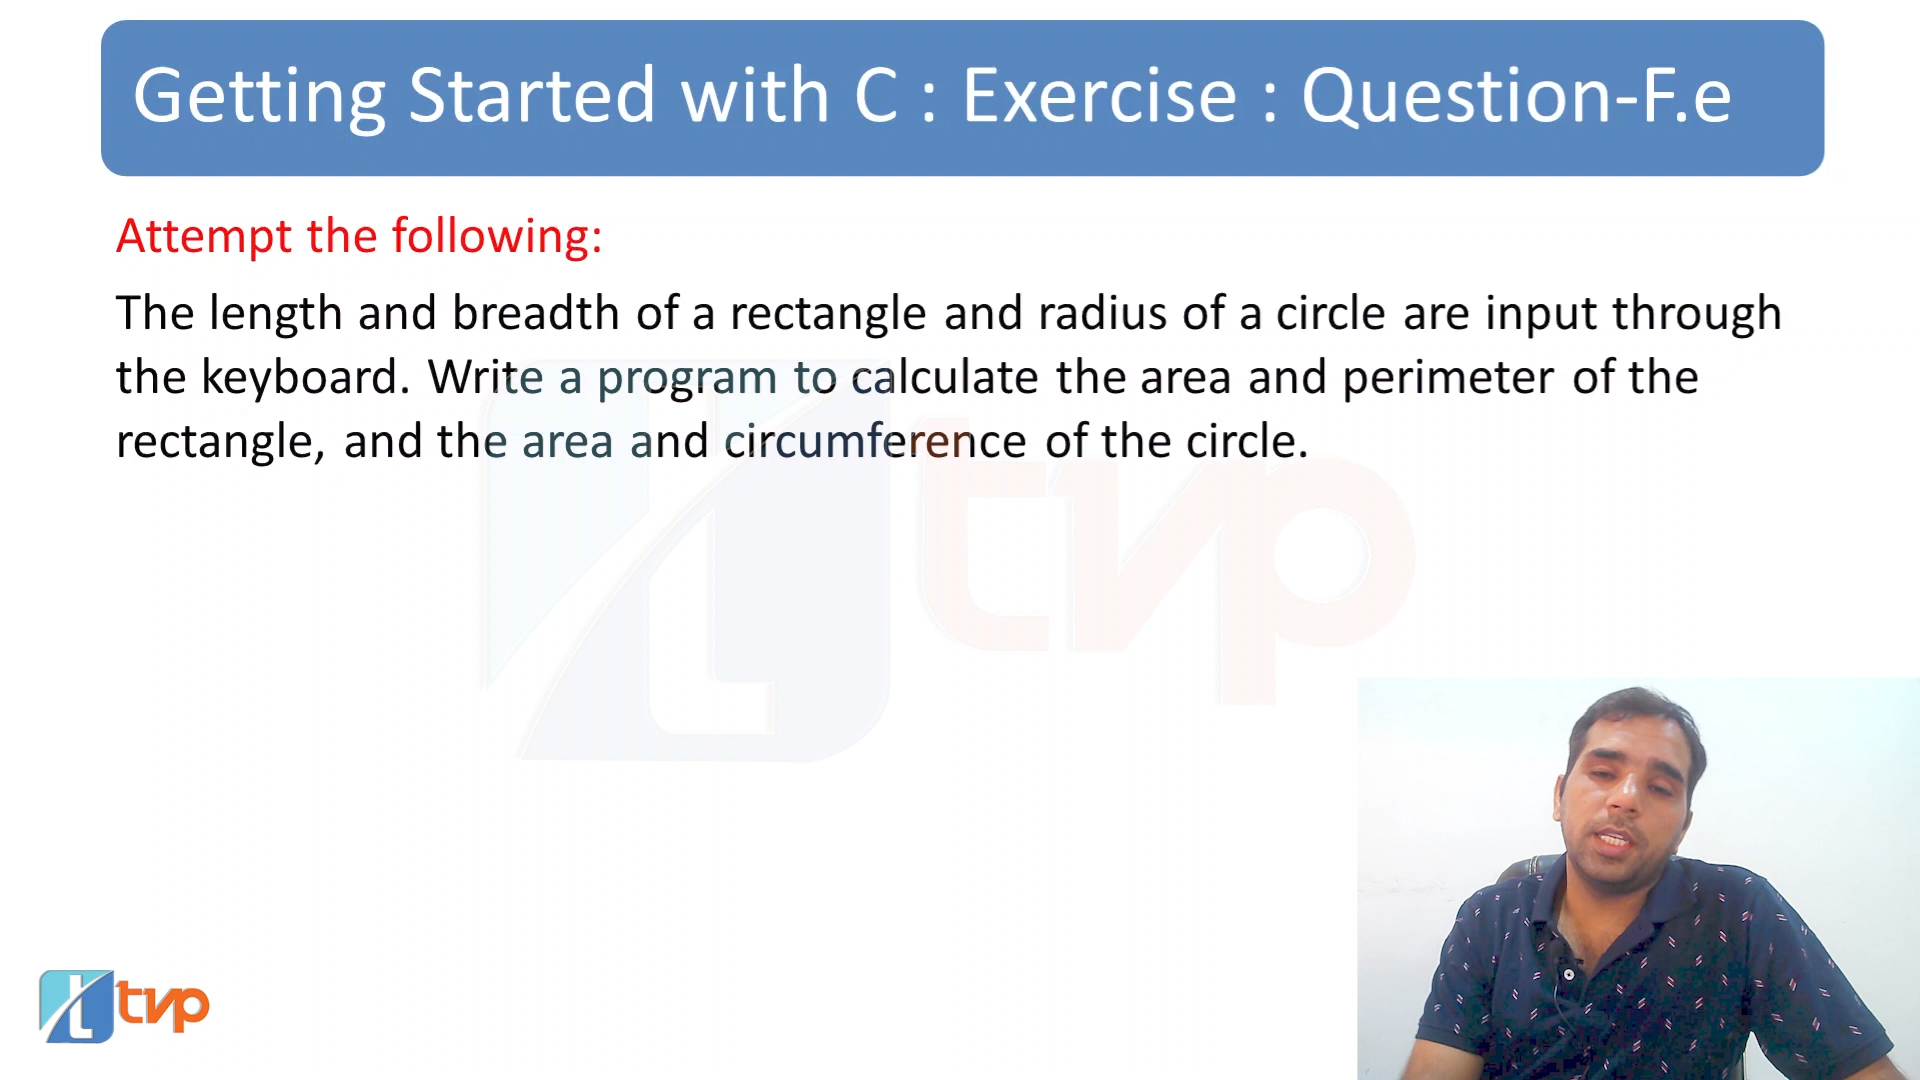 Getting Started with C : Exercise : Question-F.e
Attempt the following:
The length and breadth of a rectangle and radius of a circle are input through
the keyboard. Write a program to calculate the area and perimeter of the
rectangle, and the area and circumference of the circle.
tvp
tvp